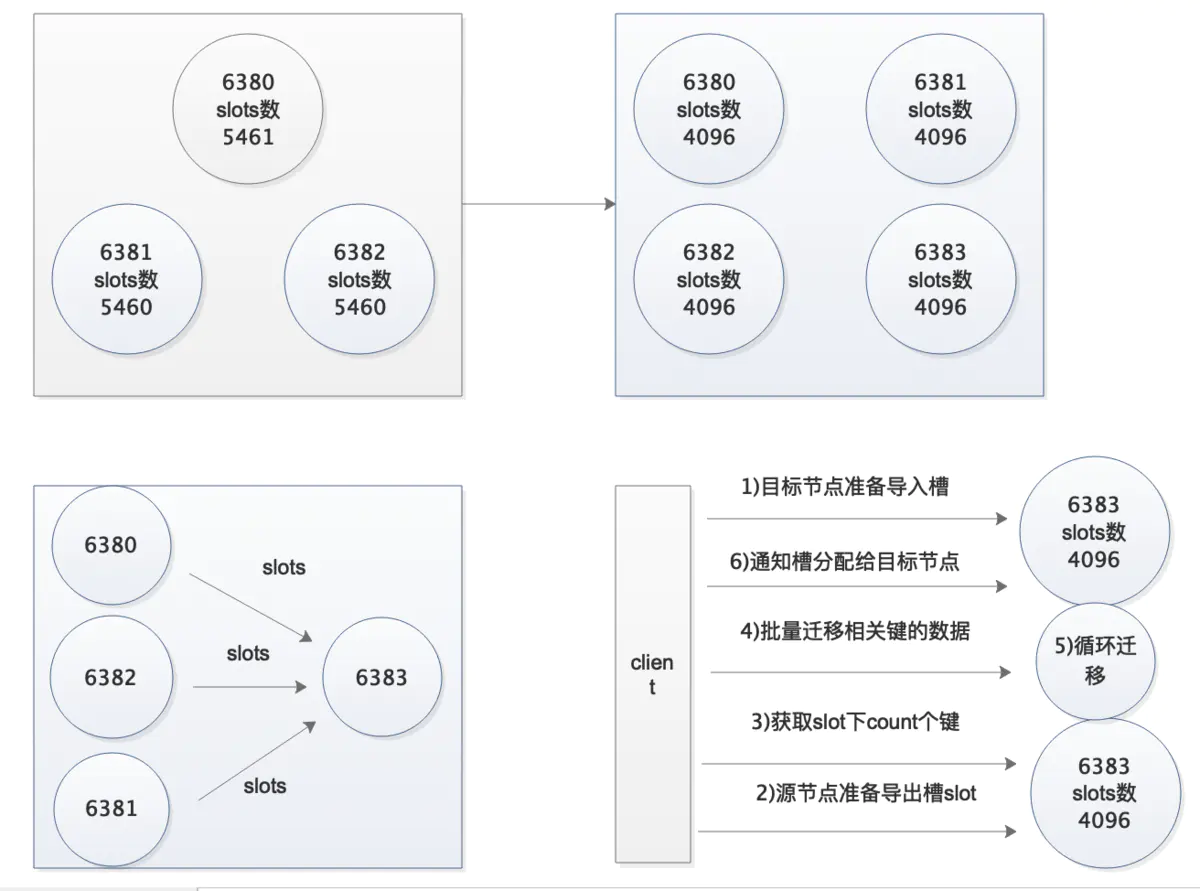 6380
slots数
5461
6381
slots数
5460
6382
slots数
5460
6380
slots数
4096
6381
slots数
4096
6382
slots数
4096
6383
slots数
4096
6380
slots
6382
slots
6383
6381
slots
clien
t
1)目标节点准备导入槽
6)通知槽分配给目标节点
4)批量迁移相关键的数据
3)获取slot下count个键
2)源节点准备导出槽slot
6383
slots数
4096
5)循环迁
移
6383
slots数
4096